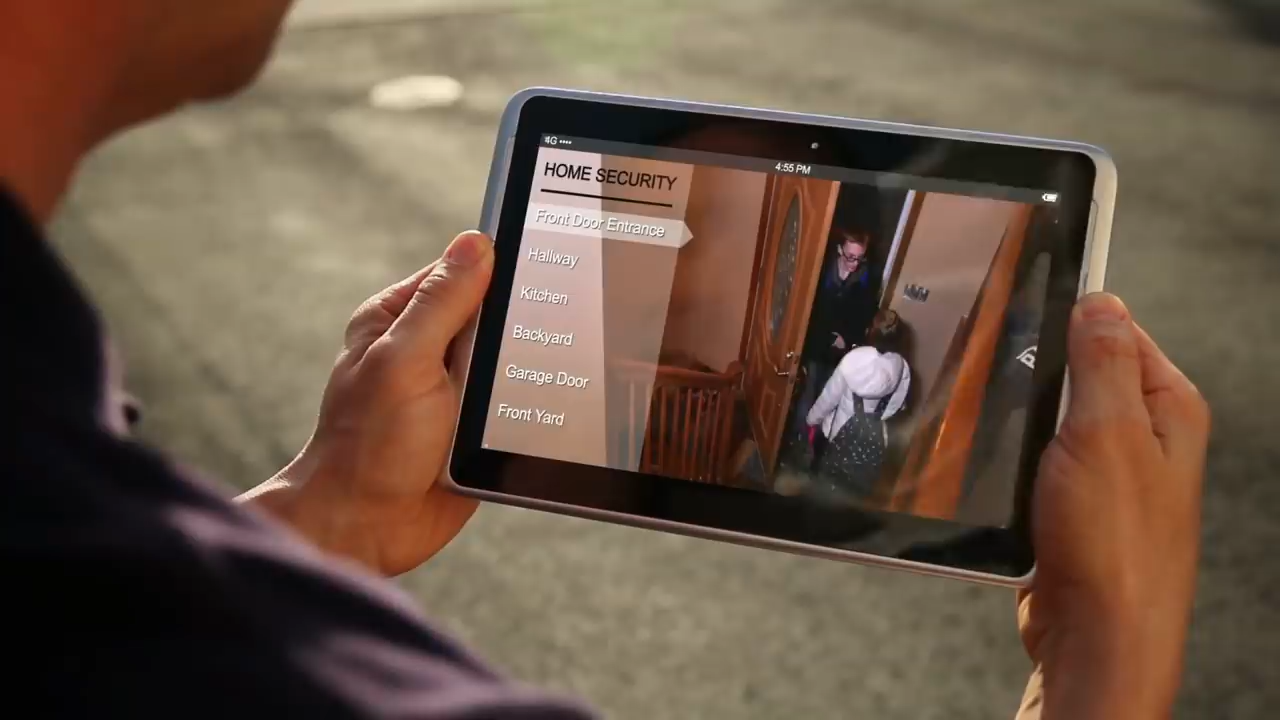 4G
4:55 PM
HOME SECURITY
Front Door Entrance
Hallway
Kitchen
Backyard
Garage Door
Front Yard